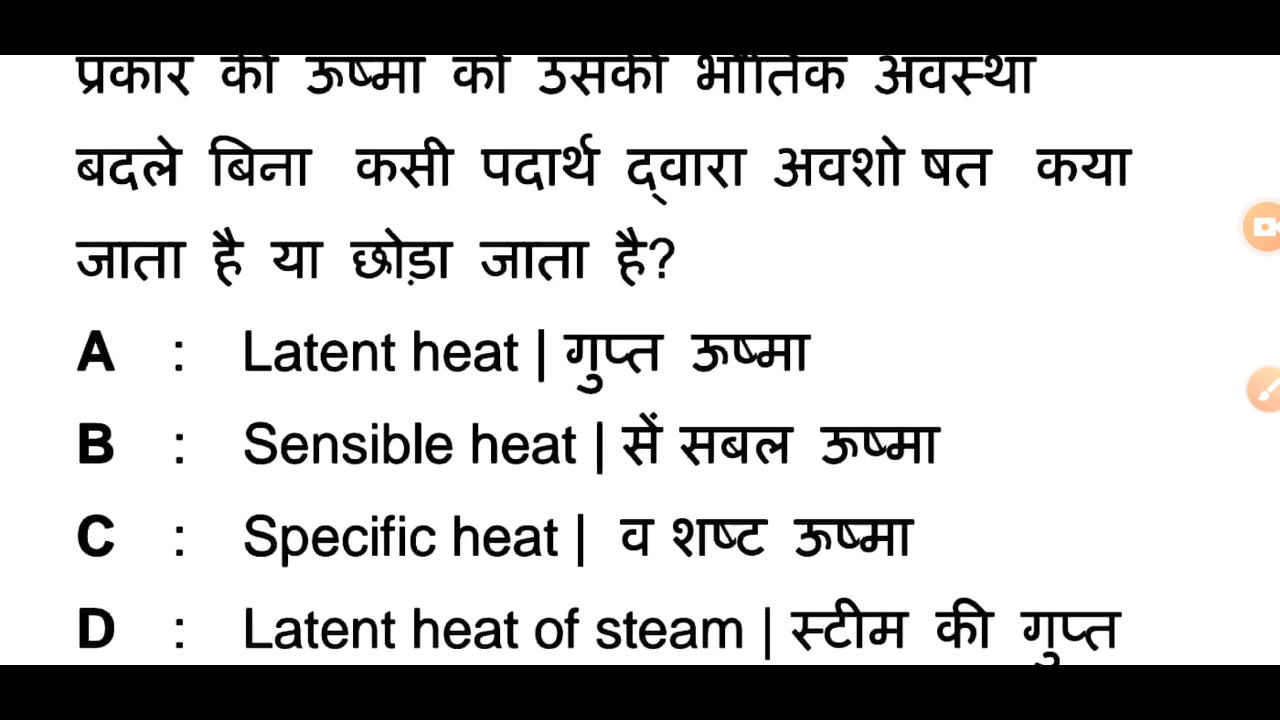 प्रकार की ऊष्मा को उसकी भौतिक अवस्था
बदले बिना कसी पदार्थ द्वारा अवशो षत कया
जाता है या छोड़ा जाता है?
A : Latent heat | गुप्त ऊष्मा
B : Sensible heat | सें सबल ऊष्मा
C : Specific heat | व शष्ट ऊष्मा
D : Latent heat of steam | स्टीम की गुप्त